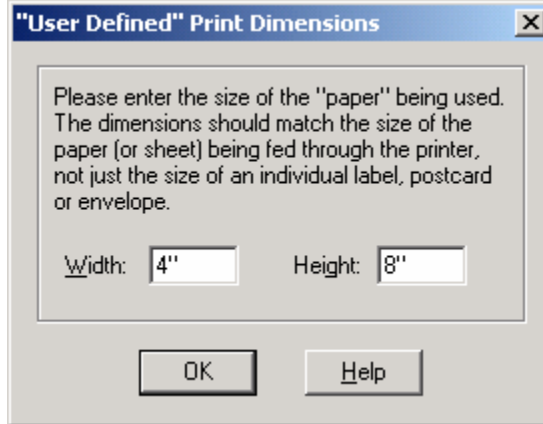 "User Defined" Print Dimensions
Please enter the size of the "paper" being used.
The dimensions should match the size of the
paper (or sheet) being fed through the printer,
not just the size of an individual label, postcard
or envelope.
Width: 4" Height: 8"
OK Help